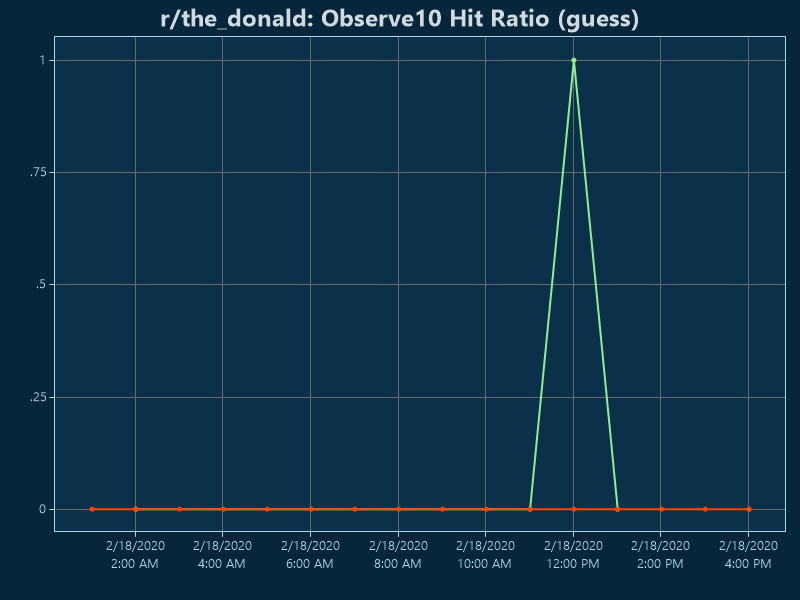 r/the_donald: Observe10 Hit Ratio (guess)
1
.75
.5
.25
0
2/18/2020 2/18/2020 2/18/2020 2/18/2020 2/18/2020 2/18/2020 2/18/2020 2/18/2020
2:00 AM 4:00 AM 6:00 AM 8:00 AM 10:00 AM 12:00 PM 2:00 PM 4:00 PM